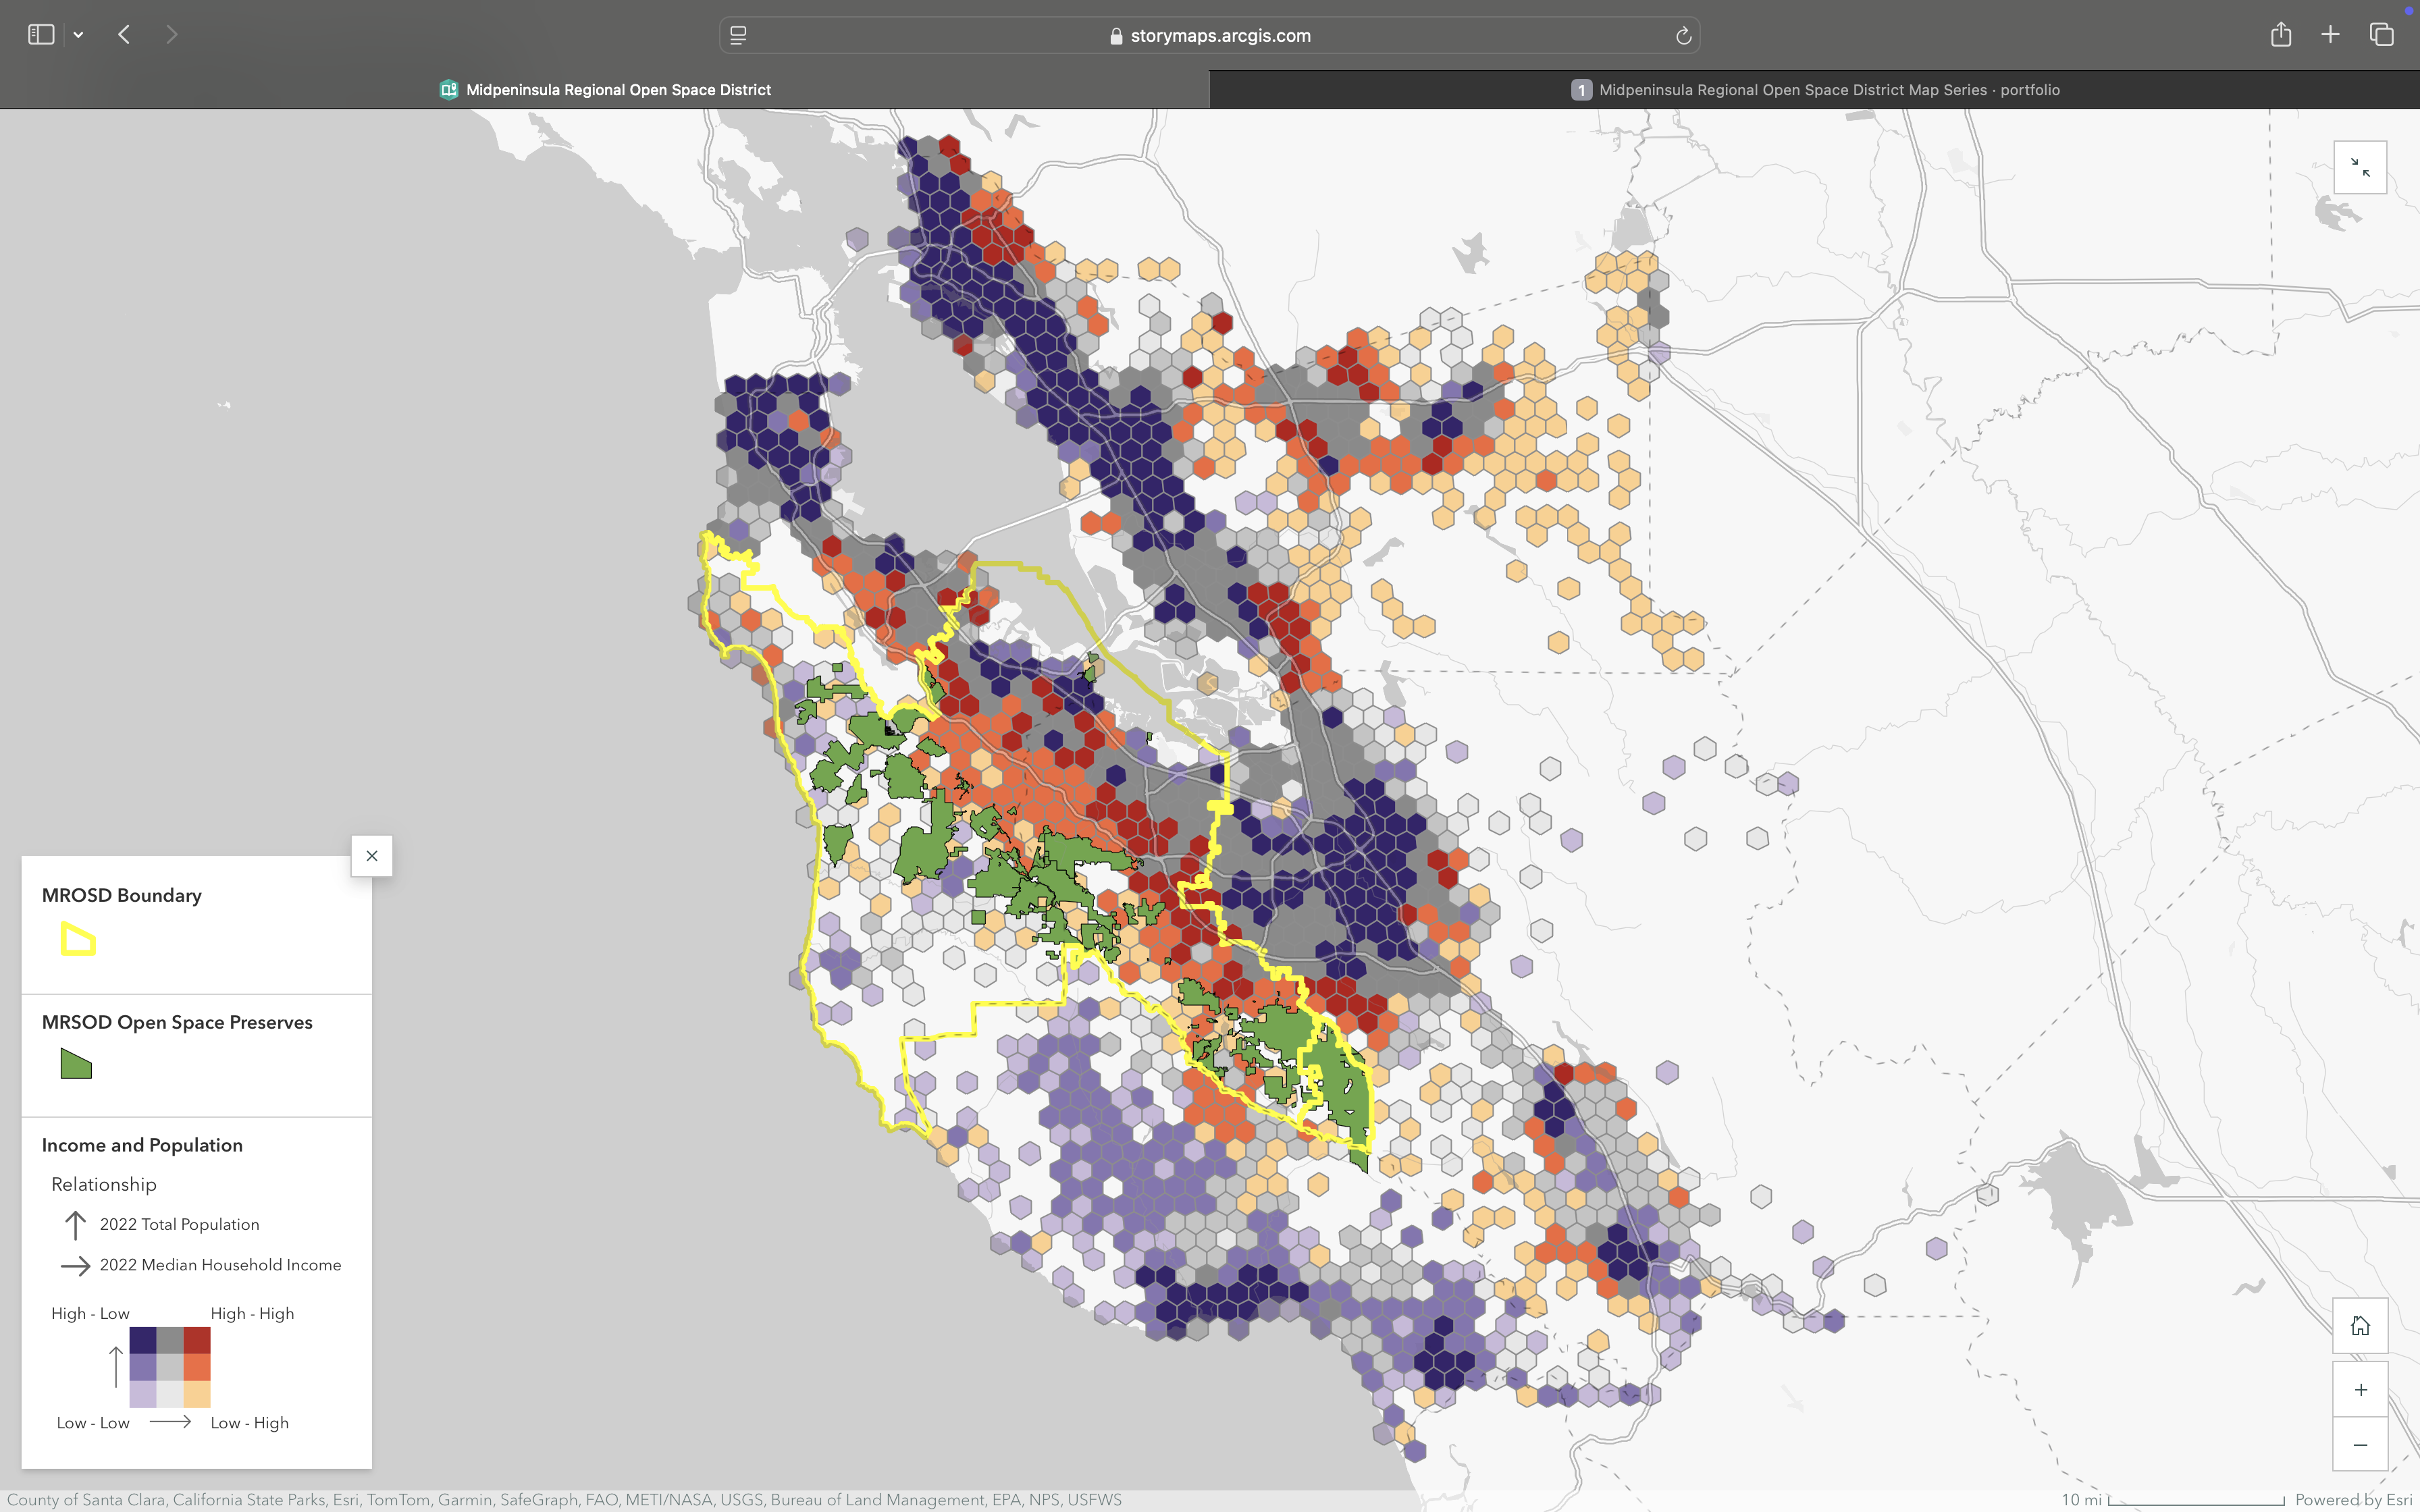 storymaps.arcgis.com
Midpeninsula Regional Open Space District
1 Midpeninsula Regional Open Space District Map Series · portfolio
MROSD Boundary
MRSOD Open Space Preserves
Income and Population
Relationship
2022 Total Population
2022 Median Household Income
High - Low High - High
Low - Low Low - High
County of Santa Clara, California State Parks, Esri, TomTom, Garmin, SafeGraph, FAO, METI/NASA, USGS, Bureau of Land Management, EPA, NPS, USFWS
10 mi Powered by Esri